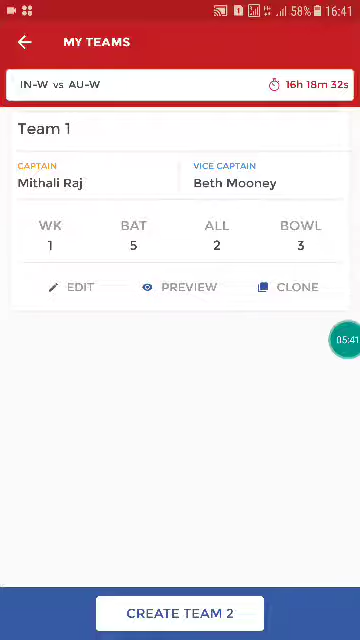 58% 16:41
MY TEAMS
IN-W vs AU-W 16h 18m 32s
Team 1
CAPTAIN VICE CAPTAIN
Mithali Raj Beth Mooney
WK BAT ALL BOWL
1 5 2 3
EDIT PREVIEW CLONE
05:41
CREATE TEAM 2